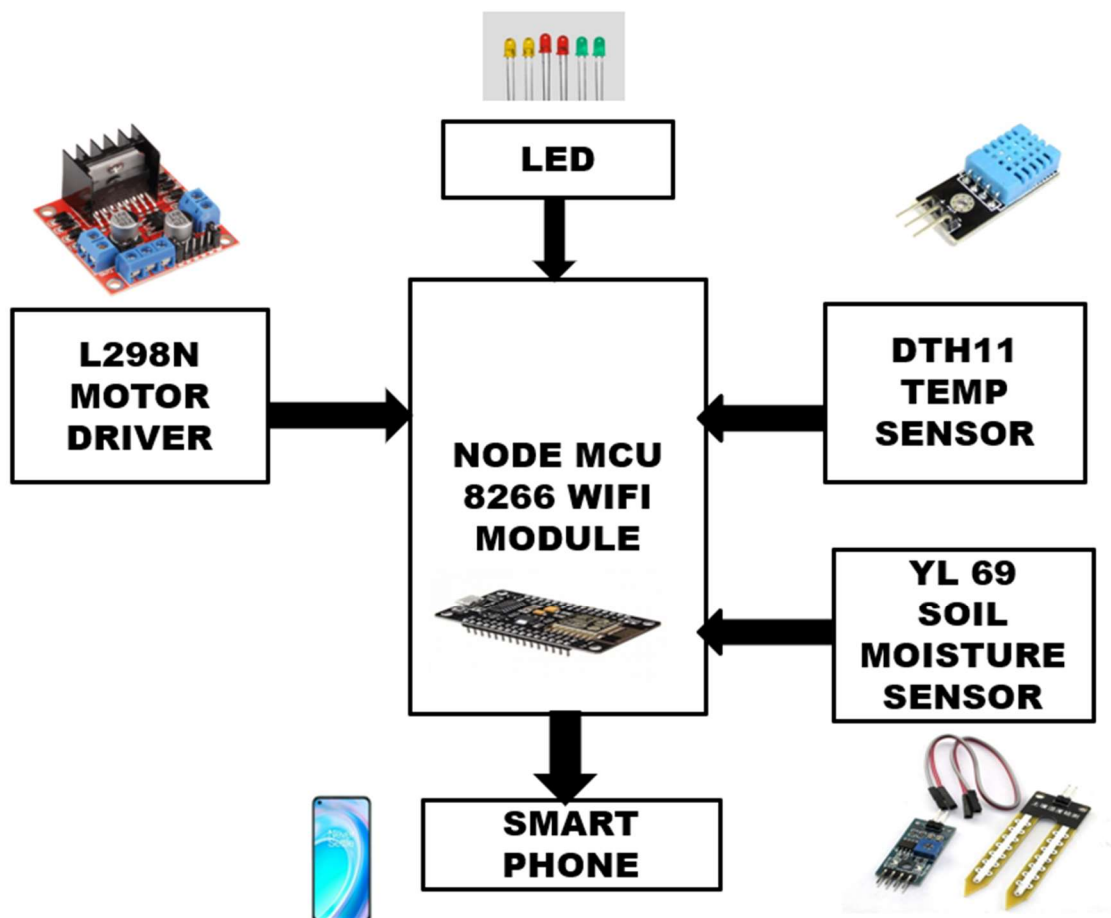 LED
L298N
MOTOR
DRIVER
DTH11
TEMP
SENSOR
NODE MCU
8266 WIFI
MODULE
YL 69
SOIL
MOISTURE
SENSOR
SMART
PHONE